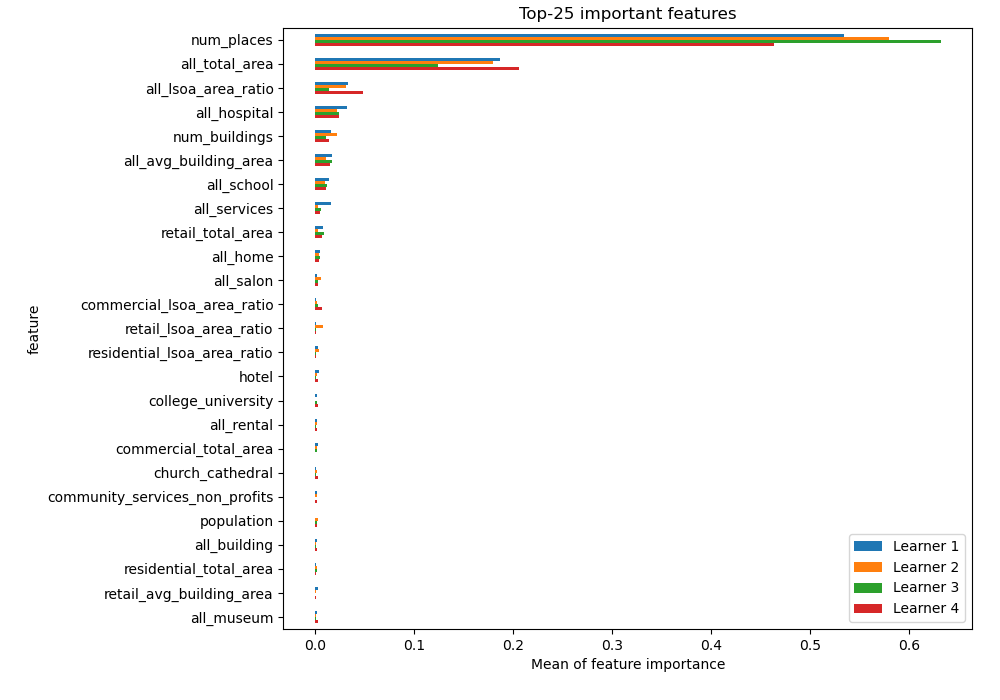 Top-25 important features
num_places
all_total_area
all_lsoa_area_ratio
all_hospital
num_buildings
all_avg_building_area
all_school
all_services
retail_total_area
all_home
all_salon
commercial_lsoa_area_ratio
retail_lsoa_area_ratio
residential_lsoa_area_ratio
hotel
college_university
all_rental
commercial_total_area
church_cathedral
community_services_non_profits
population
all_building
residential_total_area
retail_avg_building_area
all_museum
feature
Learner 1
Learner 2
Learner 3
Learner 4
0.0 0.1 0.2 0.3 0.4 0.5 0.6
Mean of feature importance